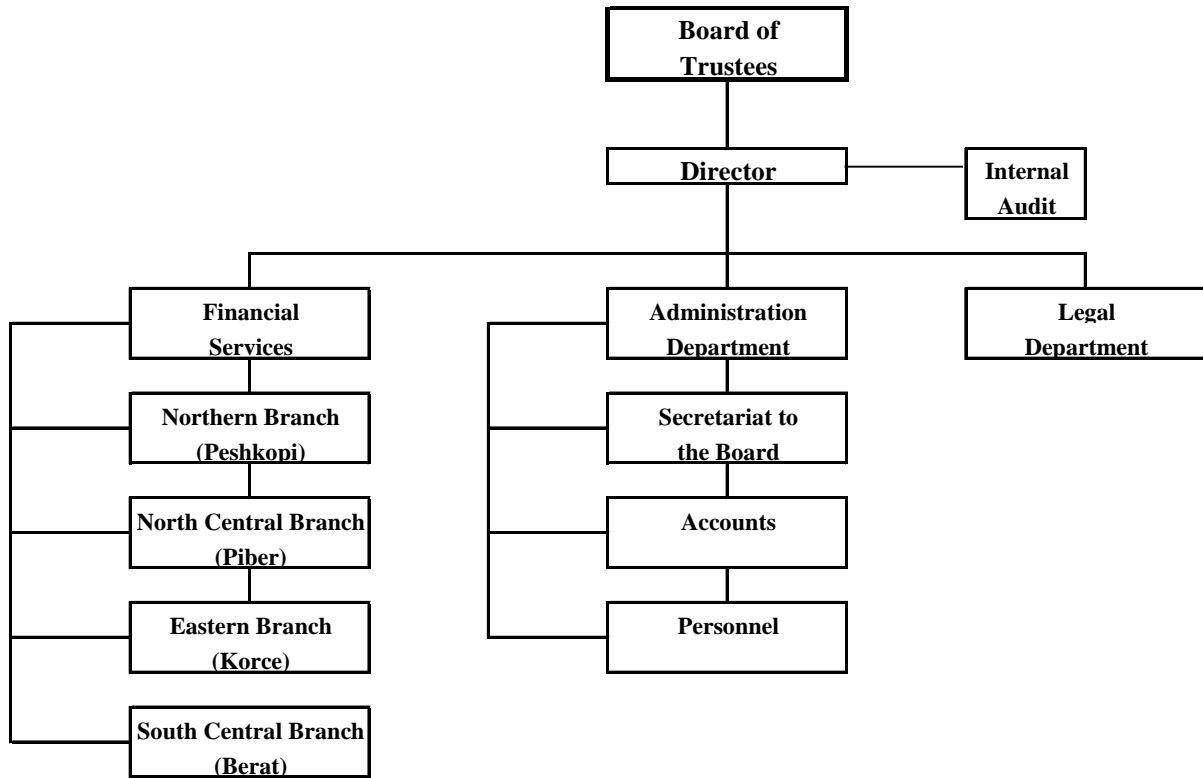 Board of
Trustees
Director
Internal
Audit
Financial
Services
Administration
Department
Legal
Department
Northern Branch
(Peshkopi)
Secretariat to
the Board
North Central Branch
(Piber)
Accounts
Eastern Branch
(Korce)
Personnel
South Central Branch
(Berat)